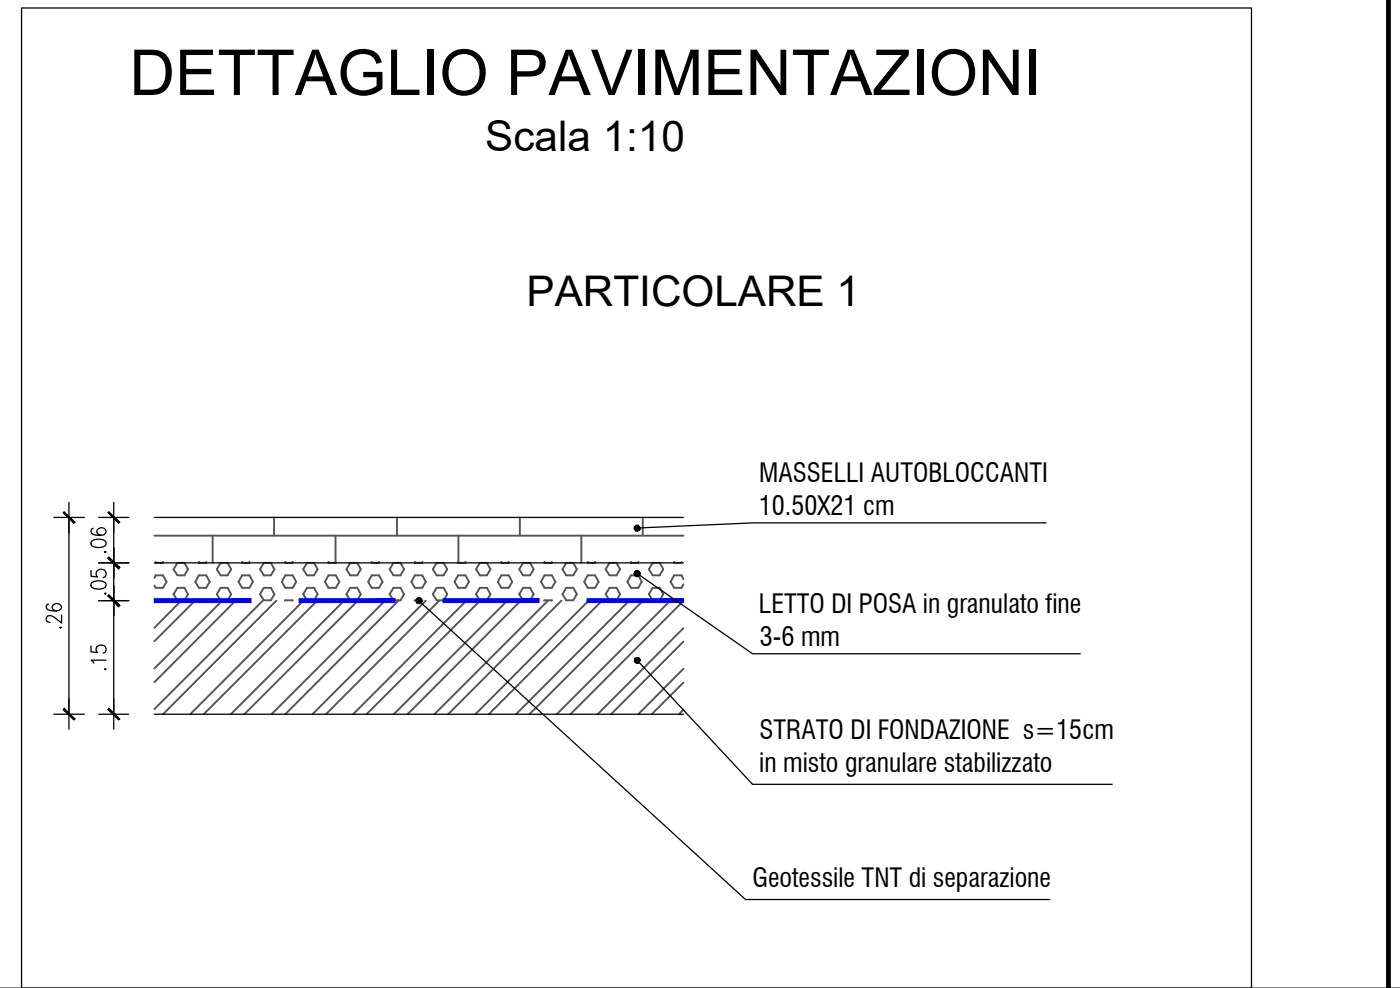 DETTAGLIO PAVIMENTAZIONI
Scala 1:10
PARTICOLARE 1
MASSELLI AUTOBLOCCANTI
10.50X21 cm
.06
.05
.26
.15
LETTO DI POSA in granulato fine
3-6 mm
STRATO DI FONDAZIONE s=15cm
in misto granulare stabilizzato
Geotessile TNT di separazione